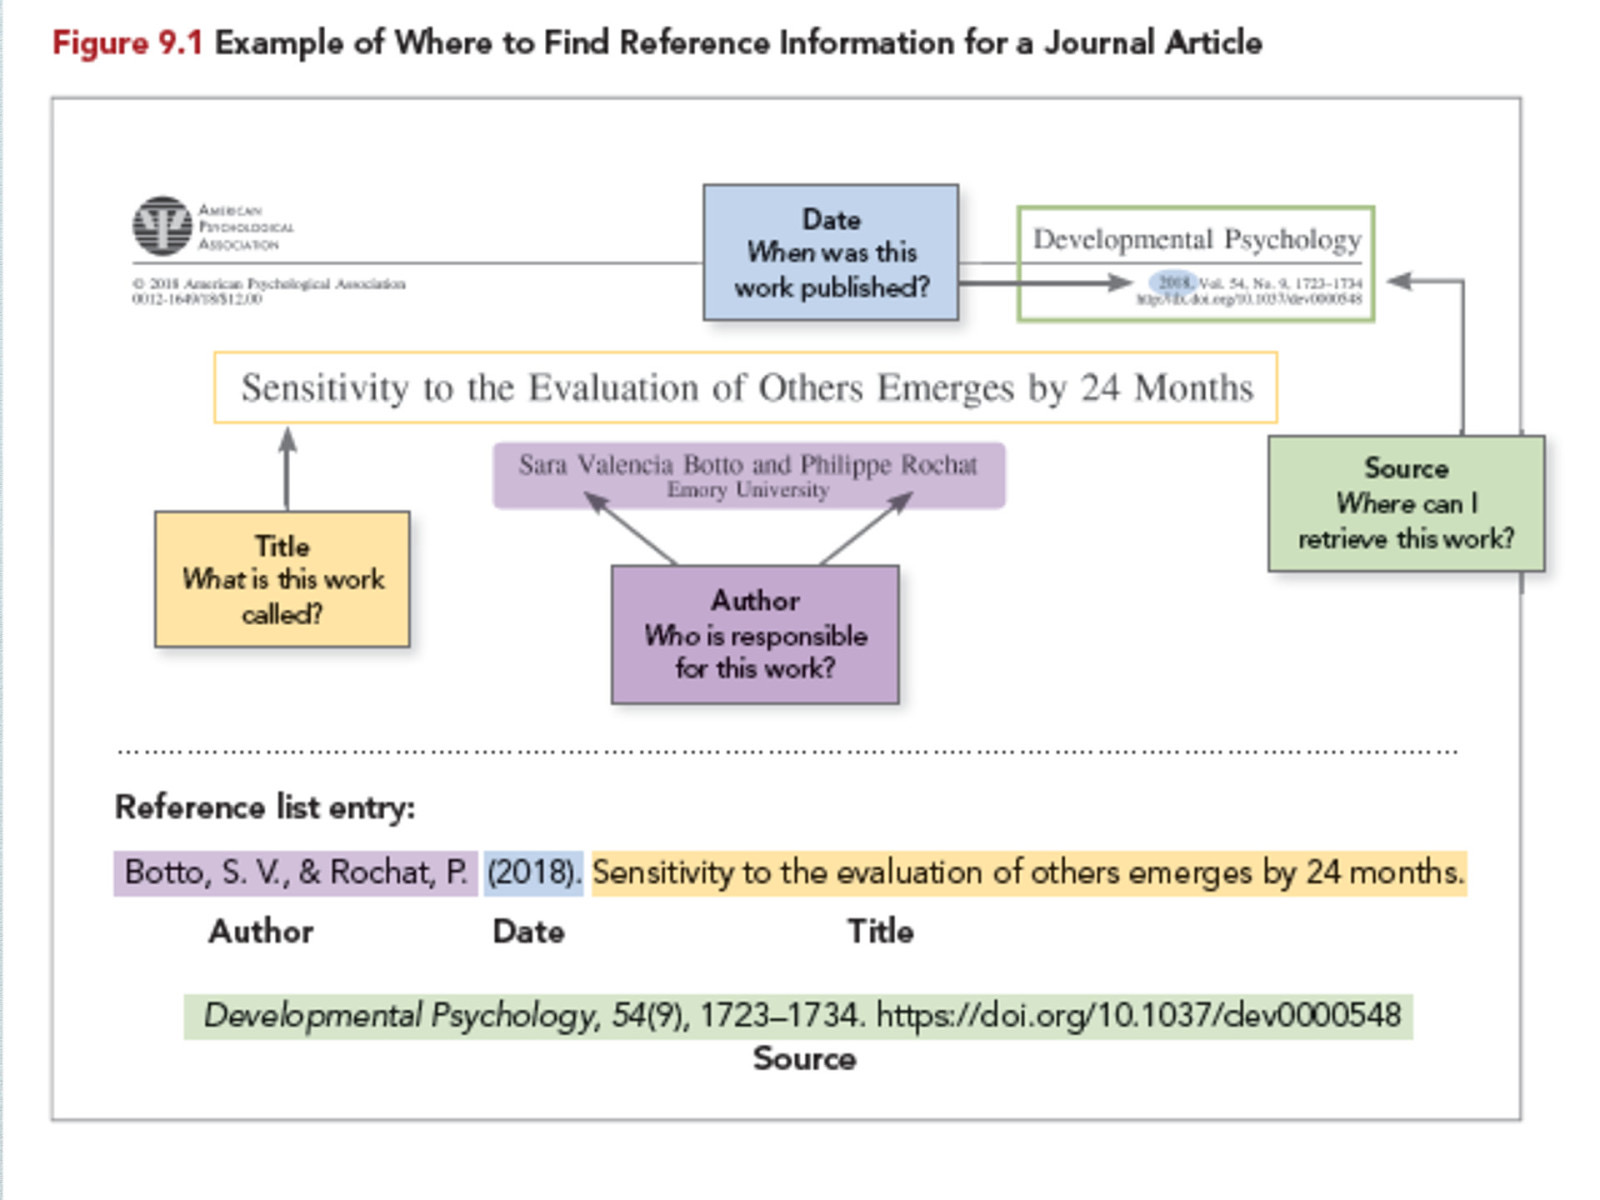 Figure 9.1 Example of Where to Find Reference Information for a Journal Article
AMERICAN
PSYCHOLOGICAL
ASSOCIATION
© 2018 American Psychological Association
0012-1649/18/$12.00
Date
When was this
work published?
Developmental Psychology
2018, Vol. 54, No. 9, 1723–1734
http://dx.doi.org/10.1037/dev0000548
Sensitivity to the Evaluation of Others Emerges by 24 Months
Sara Valencia Botto and Philippe Rochat
Emory University
Source
Where can I
retrieve this work?
Title
What is this work
called?
Author
Who is responsible
for this work?
Reference list entry:
Botto, S. V., & Rochat, P. (2018). Sensitivity to the evaluation of others emerges by 24 months.
Author Date Title
Developmental Psychology, 54(9), 1723–1734. https://doi.org/10.1037/dev0000548
Source